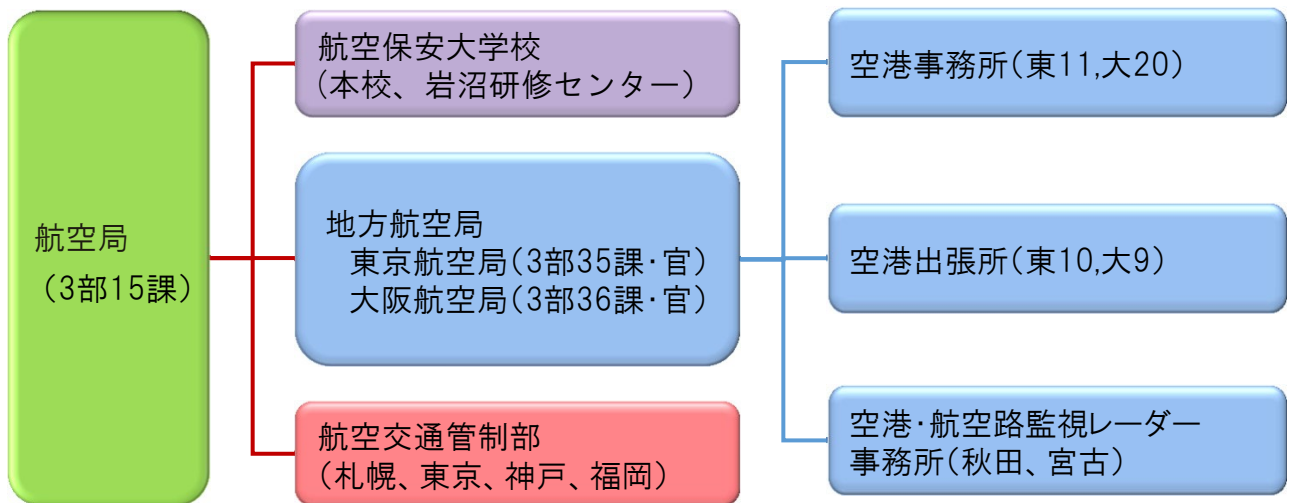 航空局
(3部15課)
航空保安大学校
(本校、岩沼研修センター)
地方航空局
東京航空局(3部35課・官)
大阪航空局(3部36課・官)
航空交通管制部
(札幌、東京、神戸、福岡)
空港事務所(東11,大20)
空港出張所(東10,大9)
空港・航空路監視レーダー
事務所(秋田、宮古)